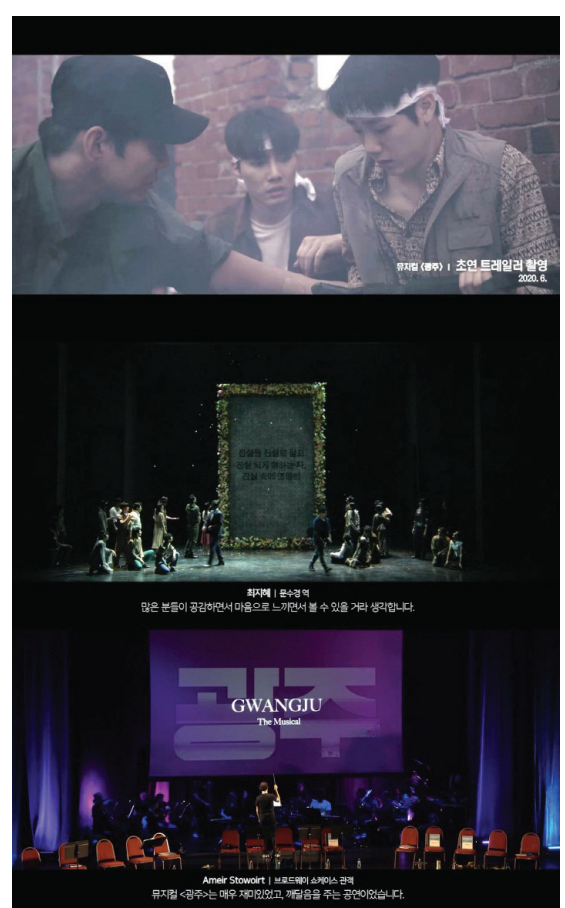 뮤지컬 〈광주〉 | 초연 트레일러 촬영
2020. 6.
최지혜 | 문수경 역
많은 분들이 공감하면서 마음으로 느끼면서 볼 수 있을 거라 생각합니다.
광주
GWANGJU
The Musical
Ameir Stowoirt | 브로드웨이 쇼케이스 관객
뮤지컬 <광주>는 매우 재미있었고, 깨달음을 주는 공연이었습니다.